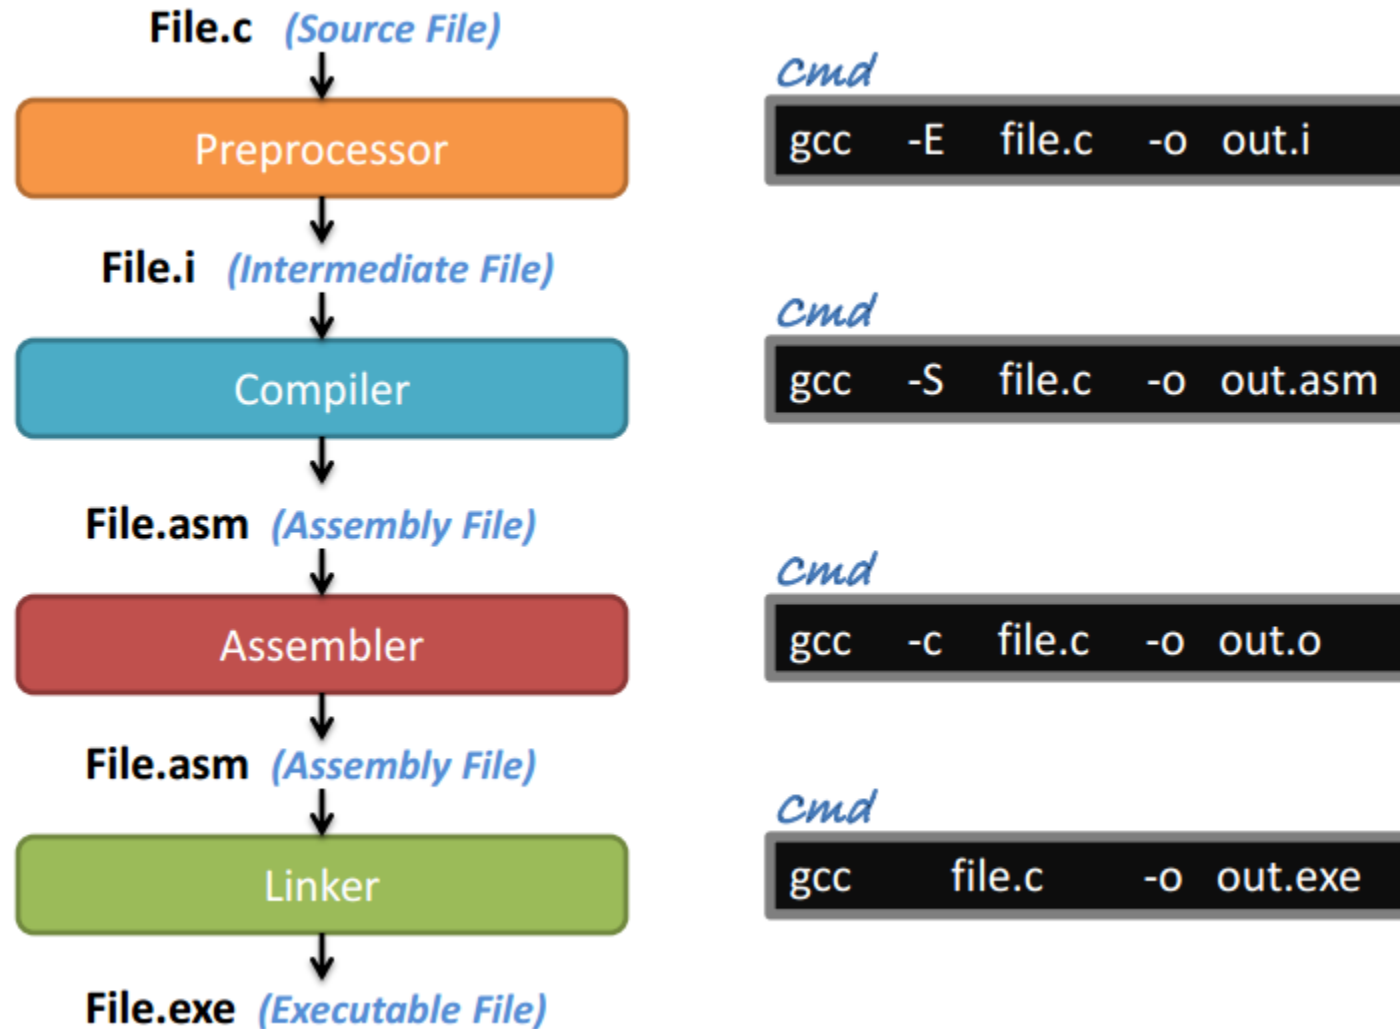 File.c (Source File)
Cmd
Preprocessor
gcc -E file.c -o out.i
File.i (Intermediate File)
Cmd
Compiler
gcc -S file.c -o out.asm
File.asm (Assembly File)
Cmd
Assembler
gcc -c file.c -o out.o
File.asm (Assembly File)
Cmd
Linker
gcc file.c -o out.exe
File.exe (Executable File)